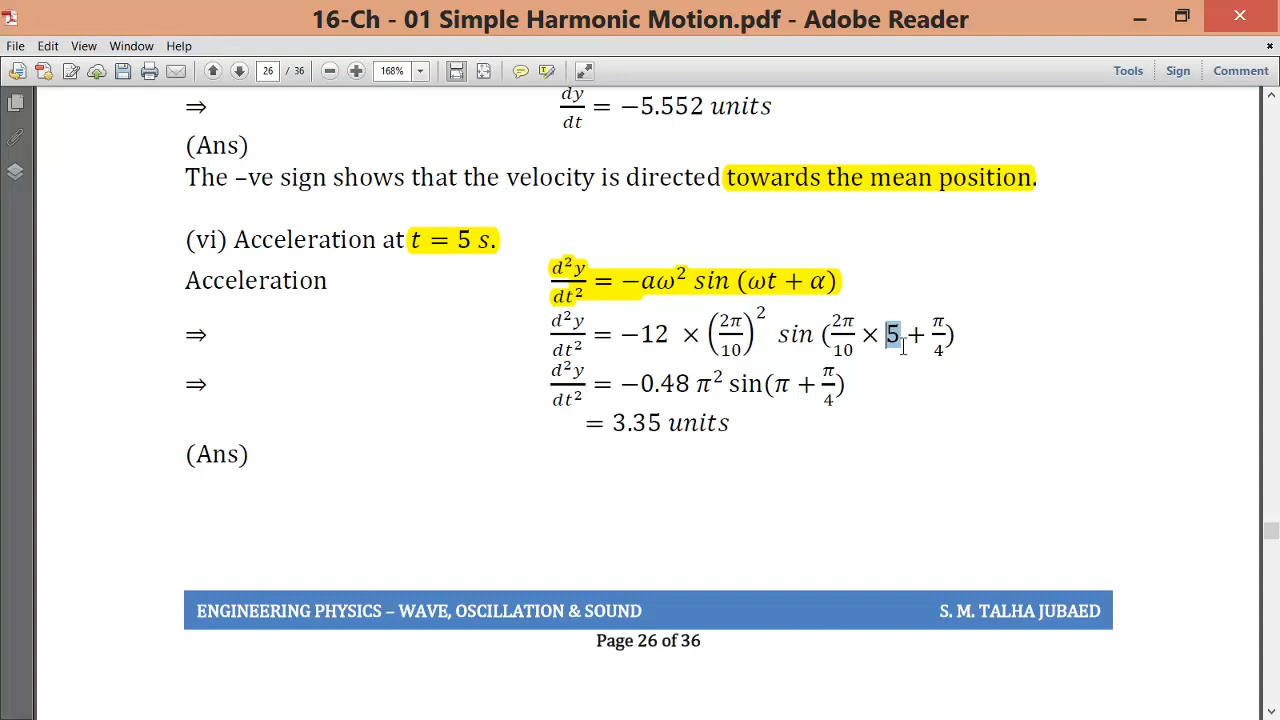 16-Ch - 01 Simple Harmonic Motion.pdf - Adobe Reader
File Edit View Window Help
26 / 36 168% Tools Sign Comment
⇒ dy/dt = −5.552 units
(Ans)
The –ve sign shows that the velocity is directed towards the mean position.
(vi) Acceleration at t = 5 s.
Acceleration d²y/dt² = −aω² sin (ωt + α)
⇒ d²y/dt² = −12 × (2π/10)² sin (2π/10 × 5 + π/4)
⇒ d²y/dt² = −0.48 π² sin(π + π/4)
= 3.35 units
(Ans)
ENGINEERING PHYSICS – WAVE, OSCILLATION & SOUND S. M. TALHA JUBAED
Page 26 of 36